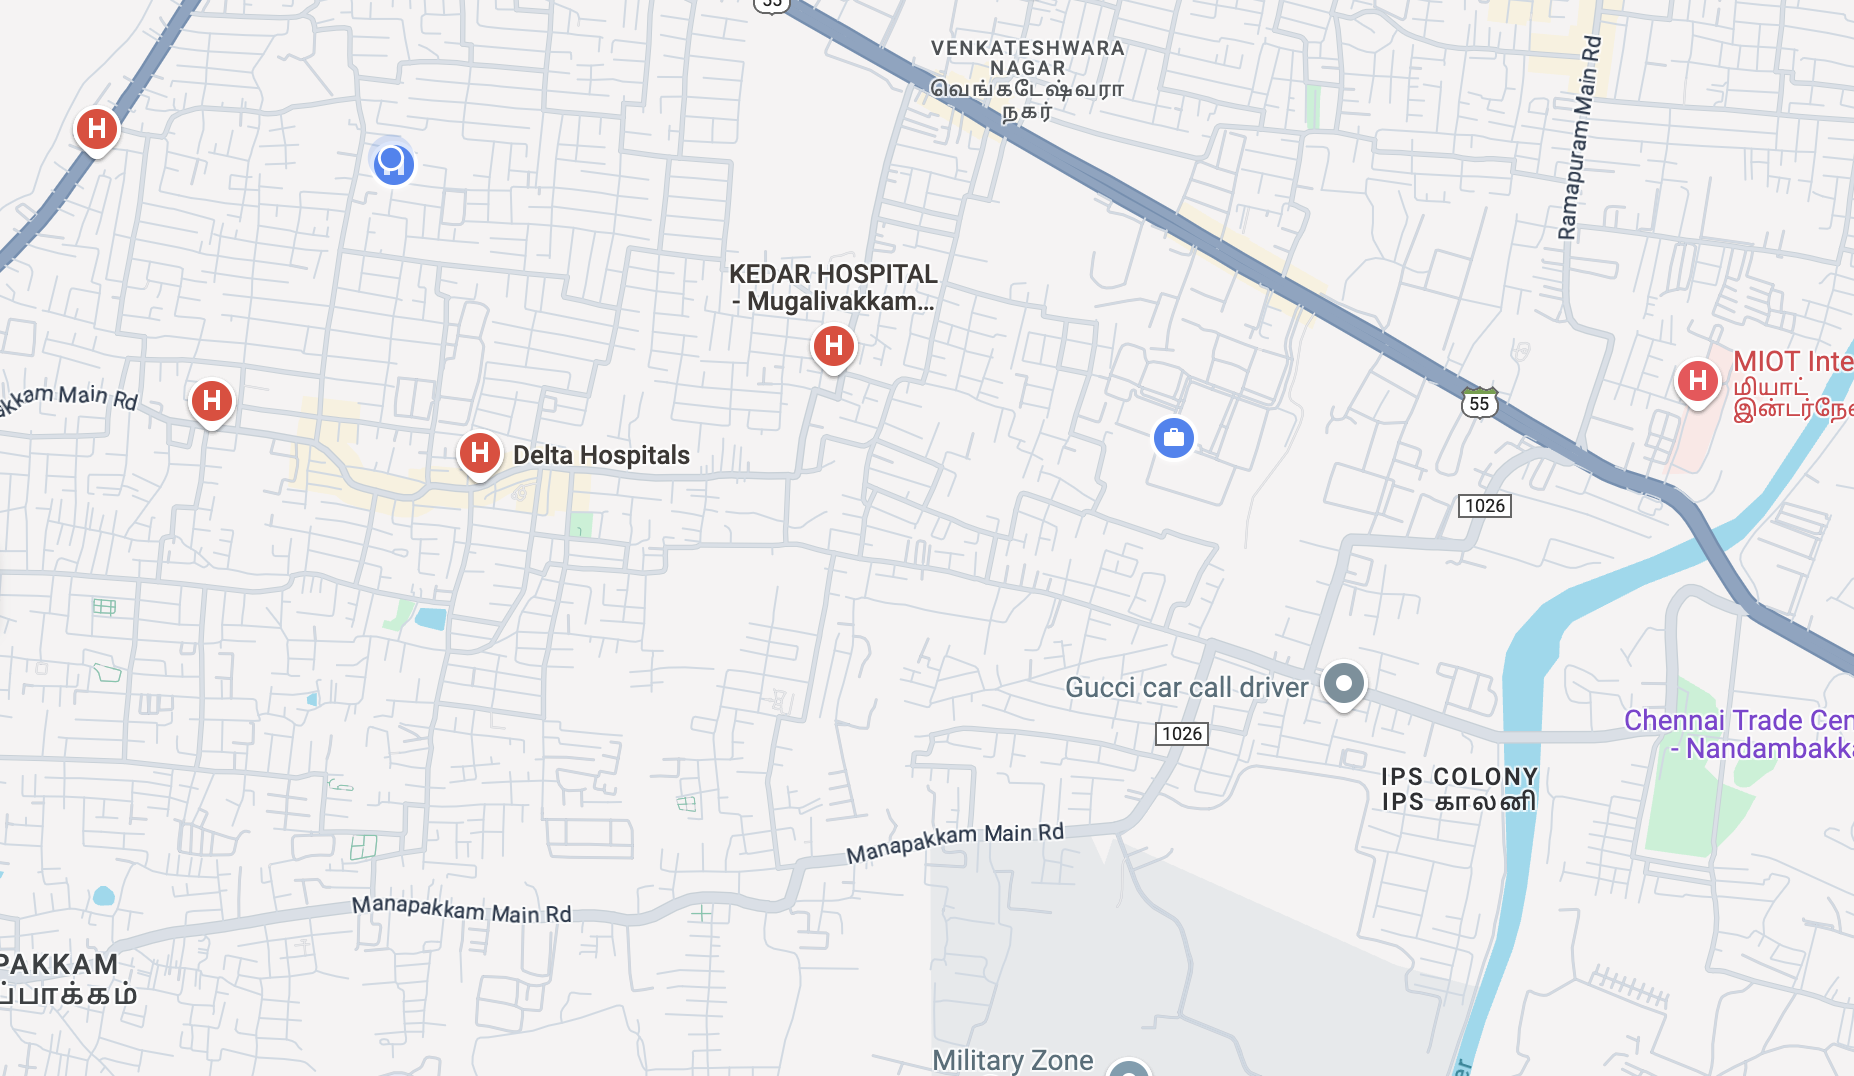 55
VENKATESHWARA
NAGAR
வெங்கடேஷ்வரா
நகர்
Ramapuram Main Rd
H
KEDAR HOSPITAL
- Mugalivakkam...
H
MIOT Inte
மியாட்
H
akkam Main Rd
H
55
Delta Hospitals
H
1026
Gucci car call driver
Chennai Trade Cen
- Nandambakka
1026
IPS COLONY
IPS காலனி
Manapakkam Main Rd
Manapakkam Main Rd
PAKKAM
Military Zone